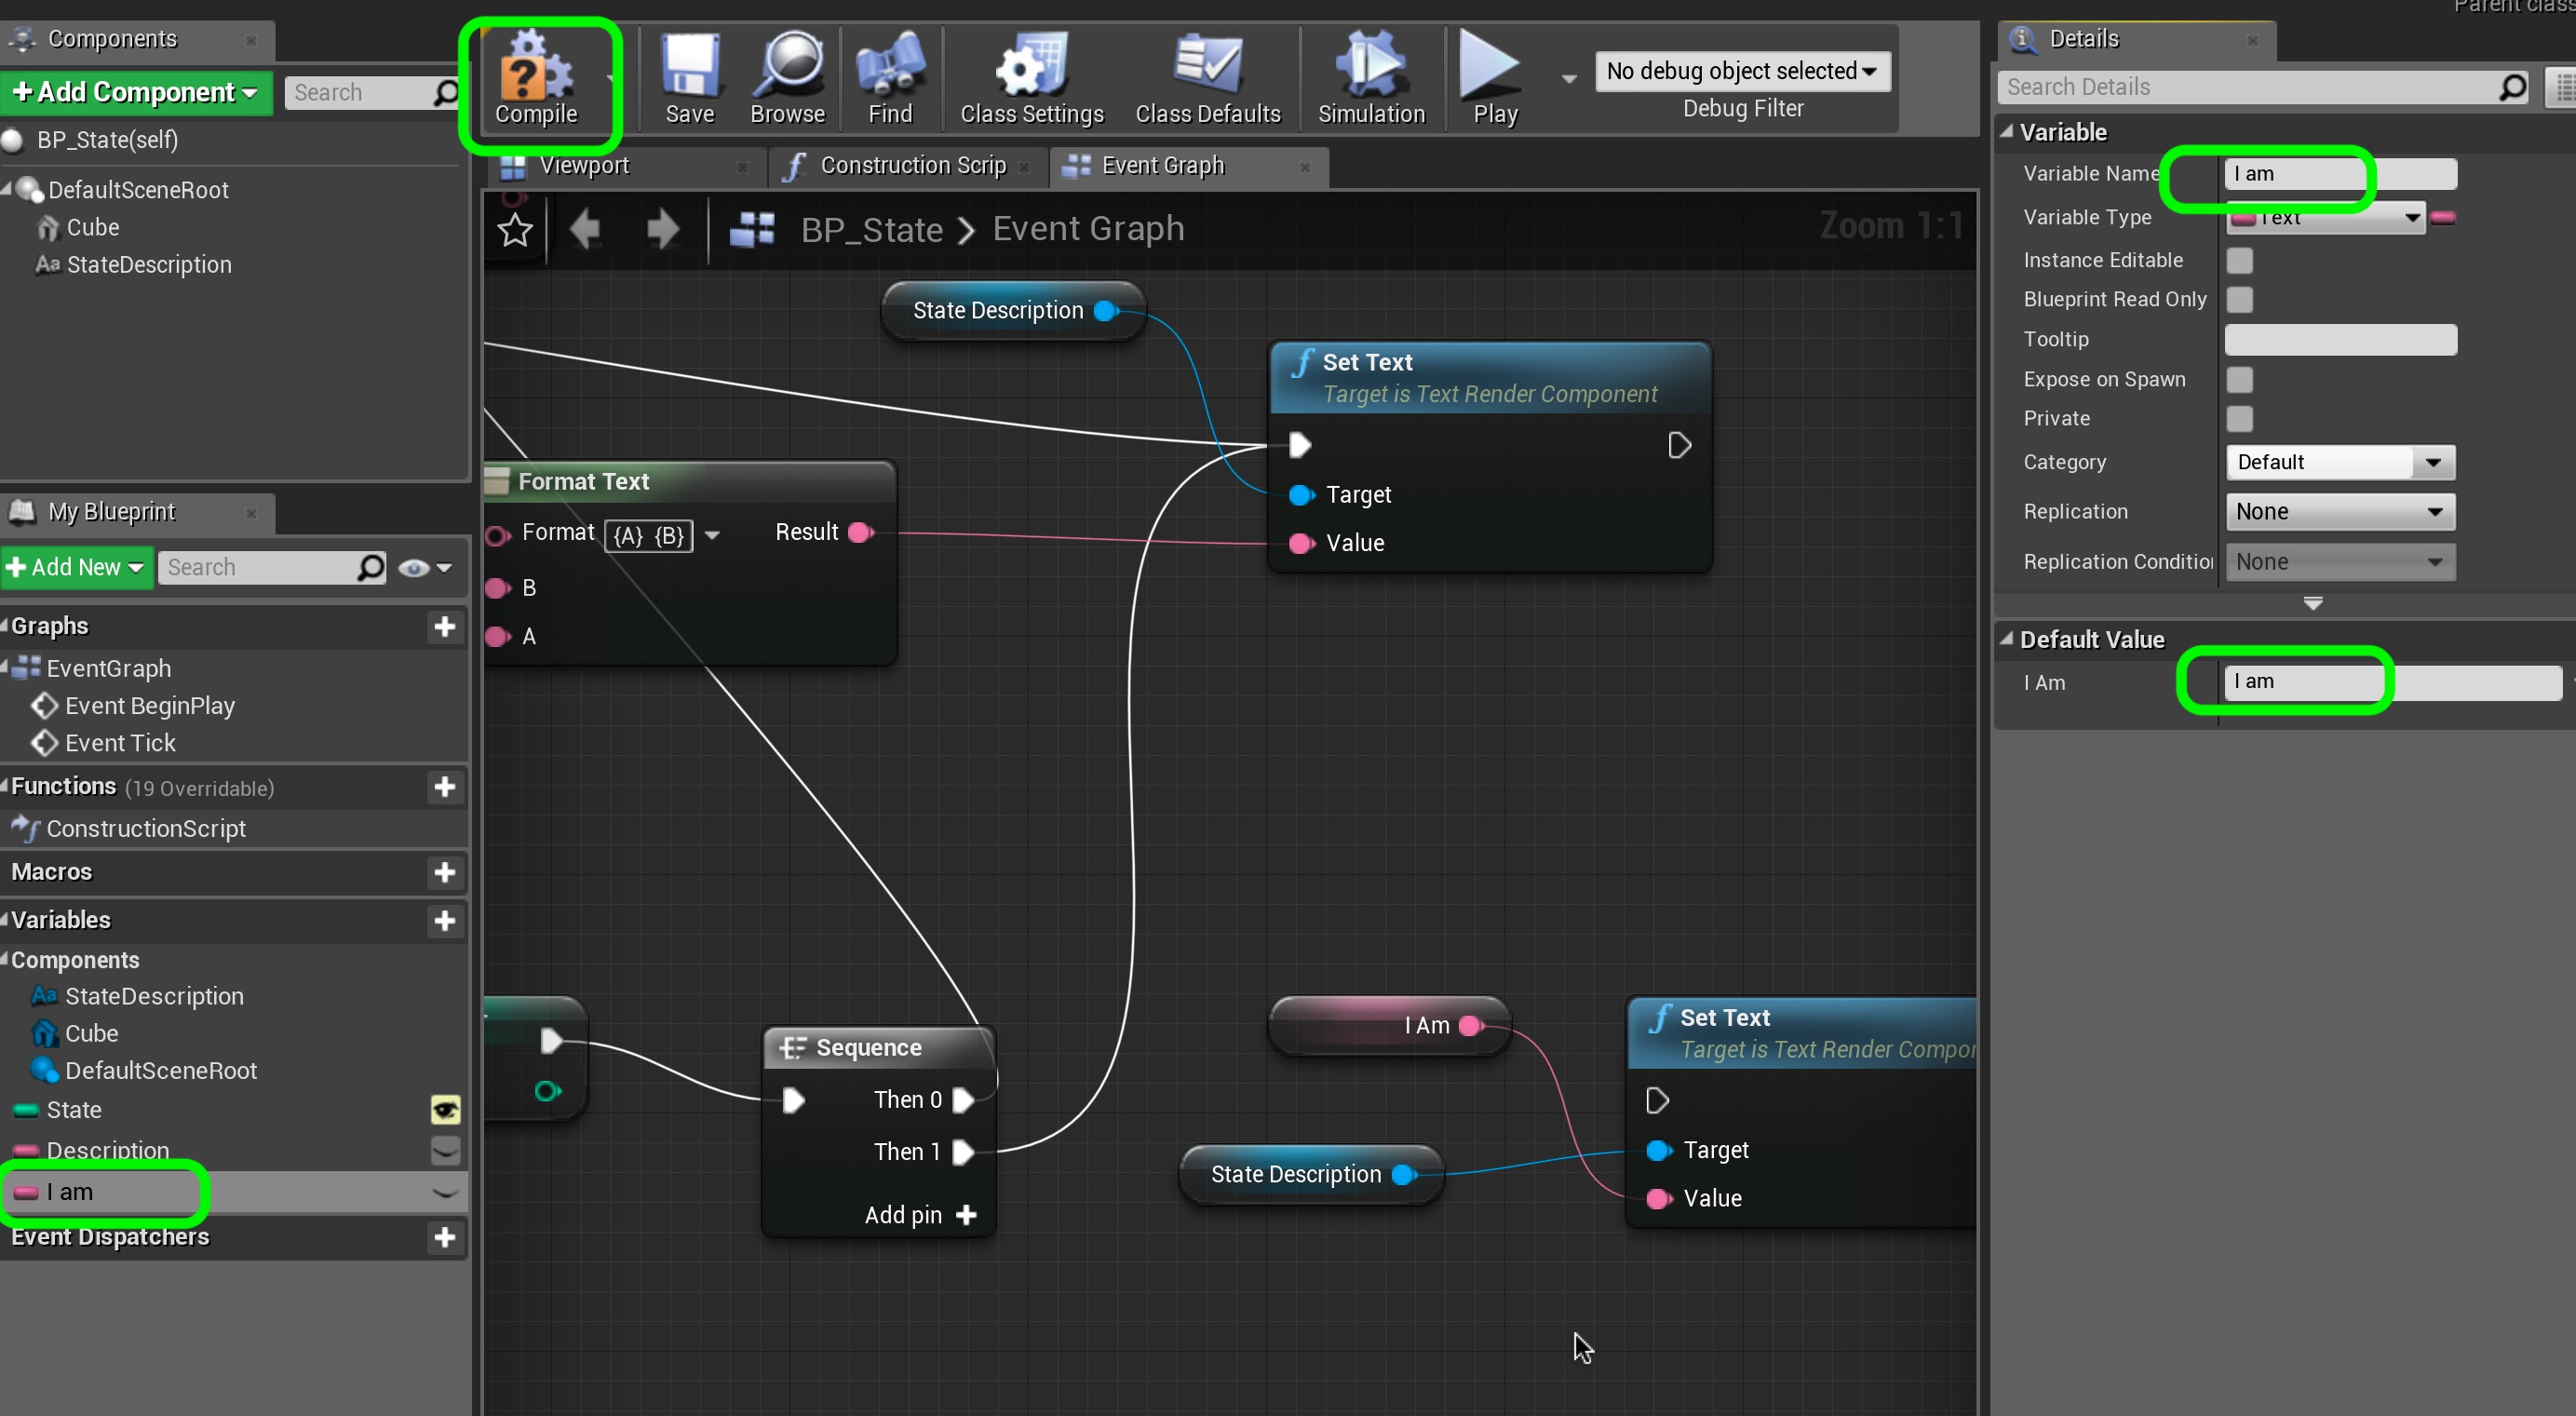 Parent class
Components
+ Add Component
Search
BP_State(self)
DefaultSceneRoot
Cube
StateDescription
My Blueprint
+ Add New
Search
Graphs
EventGraph
Event BeginPlay
Event Tick
Functions (19 Overridable)
ConstructionScript
Macros
Variables
Components
StateDescription
Cube
DefaultSceneRoot
State
Description
I am
Event Dispatchers
Compile
Save
Browse
Find
Class Settings
Class Defaults
Simulation
Play
No debug object selected
Debug Filter
Viewport
Construction Scrip
Event Graph
BP_State > Event Graph
Zoom 1:1
State Description
Set Text
Target is Text Render Component
Target
Value
Format Text
Format {A} {B}
Result
B
A
Sequence
Then 0
Then 1
Add pin +
I Am
State Description
Set Text
Target is Text Render Compo
Target
Value
Details
Search Details
Variable
Variable Name I am
Variable Type Text
Instance Editable
Blueprint Read Only
Tooltip
Expose on Spawn
Private
Category Default
Replication None
Replication Conditio None
Default Value
I Am I am